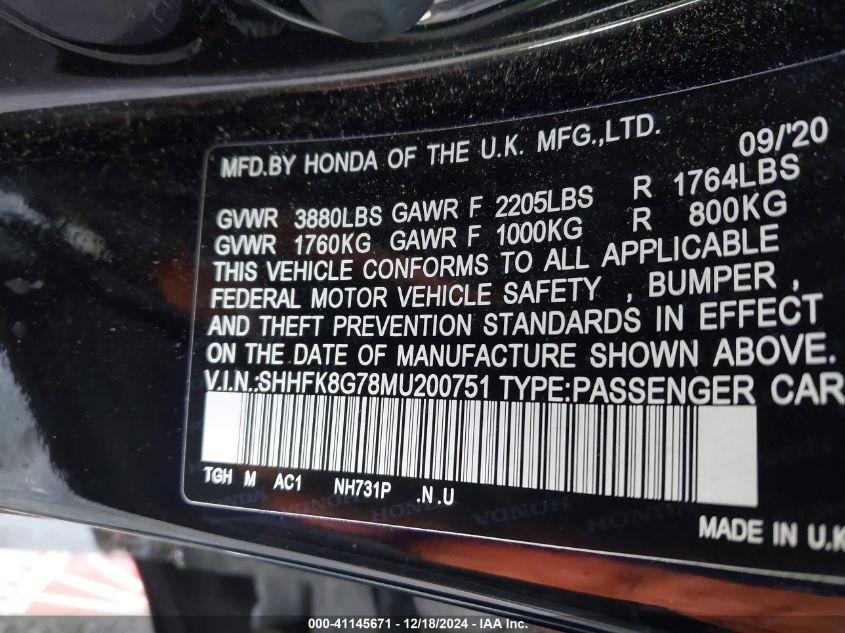 MFD.BY HONDA OF THE U.K. MFG.,LTD. 09/'20
GVWR 3880LBS GAWR F 2205LBS R 1764LBS
GVWR 1760KG GAWR F 1000KG R 800KG
THIS VEHICLE CONFORMS TO ALL APPLICABLE
FEDERAL MOTOR VEHICLE SAFETY , BUMPER ,
AND THEFT PREVENTION STANDARDS IN EFFECT
ON THE DATE OF MANUFACTURE SHOWN ABOVE.
V.I.N.:SHHFK8G78MU200751 TYPE:PASSENGER CAR
TGH M AC1 NH731P .N .U
HONDA HONDA HONDA
MADE IN U.K
000-41145671 / 12/18/2024 - IAA Inc.